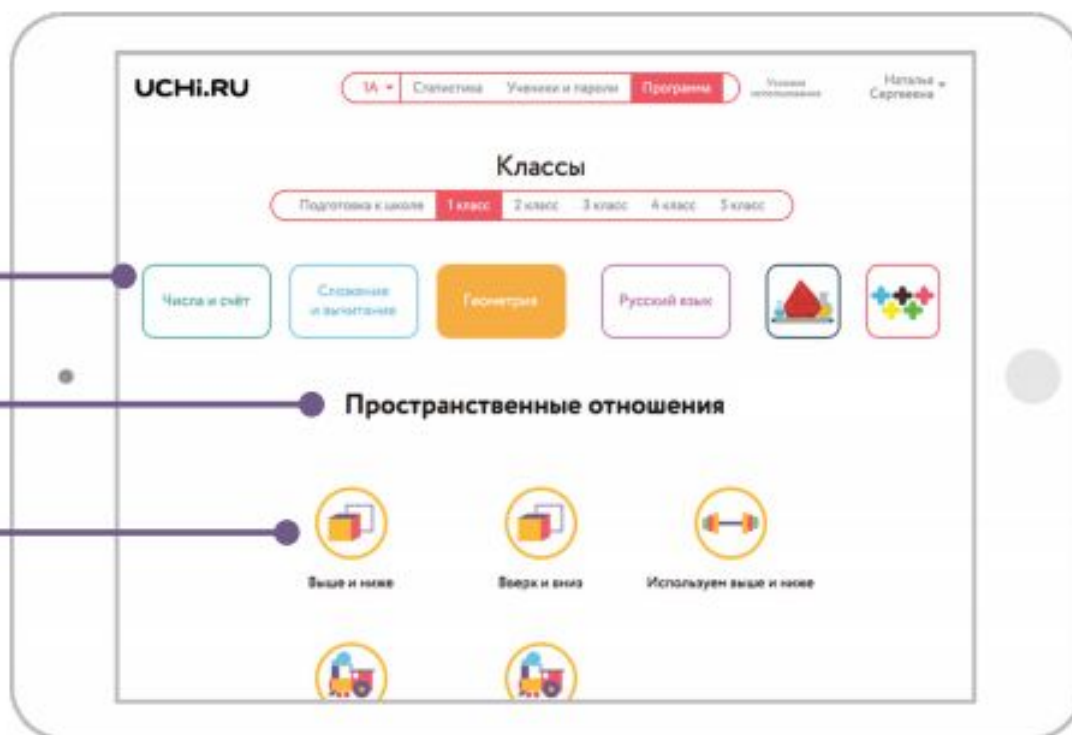 UCHi.RU
1А Статистика Ученики и пароли Программа Условия использования Наталья Сергеевна
Классы
Подготовка к школе 1 класс 2 класс 3 класс 4 класс 5 класс
Числа и счёт
Сложение
и вычитание
Геометрия
Русский язык
Пространственные отношения
Выше и ниже
Вверх и вниз
Используем выше и ниже